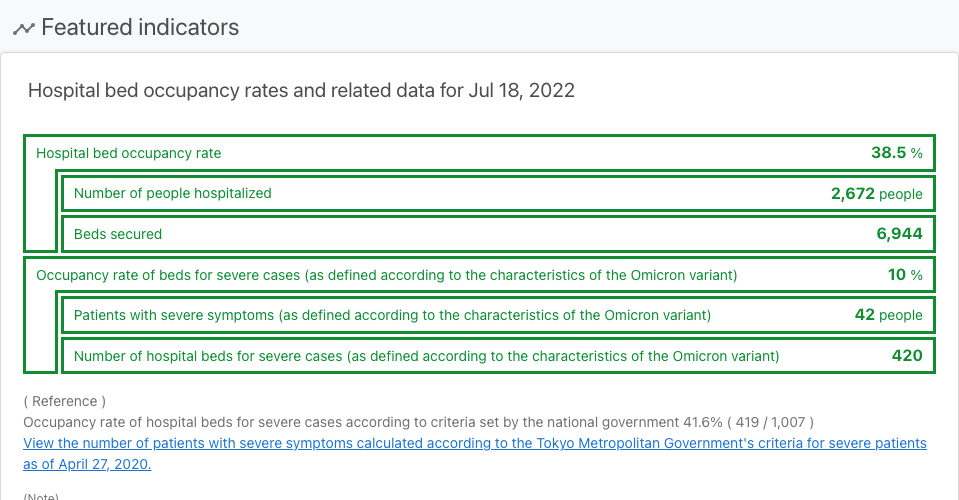 Featured indicators
Hospital bed occupancy rates and related data for Jul 18, 2022
Hospital bed occupancy rate 38.5 %
Number of people hospitalized 2,672 people
Beds secured 6,944
Occupancy rate of beds for severe cases (as defined according to the characteristics of the Omicron variant) 10 %
Patients with severe symptoms (as defined according to the characteristics of the Omicron variant) 42 people
Number of hospital beds for severe cases (as defined according to the characteristics of the Omicron variant) 420
( Reference )
Occupancy rate of hospital beds for severe cases according to criteria set by the national government 41.6% ( 419 / 1,007 )
View the number of patients with severe symptoms calculated according to the Tokyo Metropolitan Government's criteria for severe patients
as of April 27, 2020.
(Note)